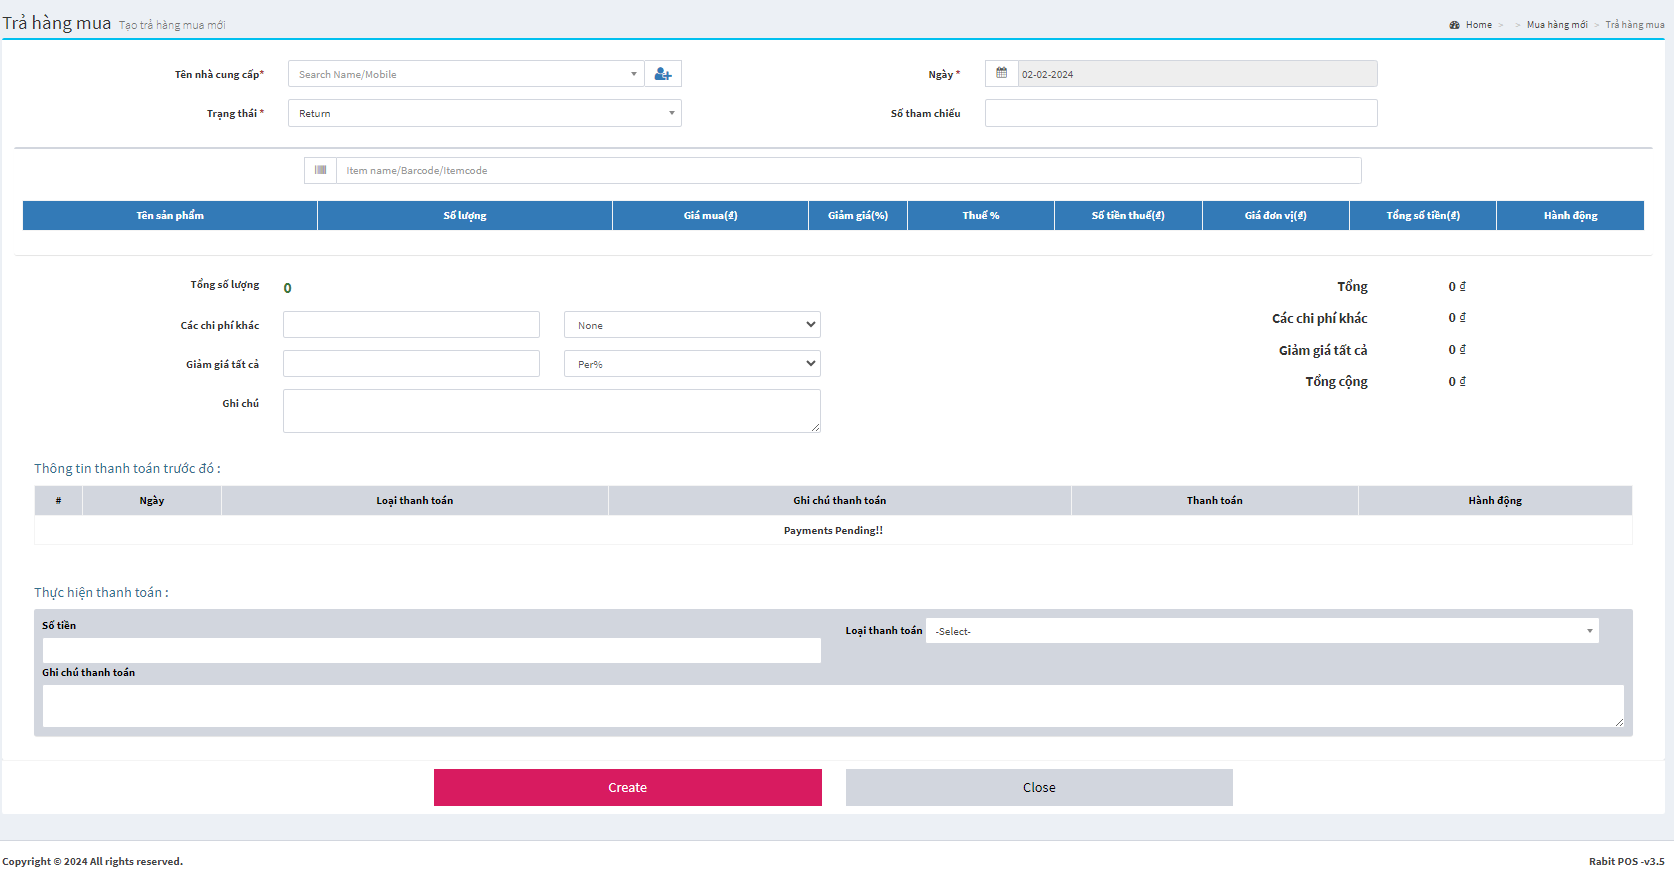 Trả hàng mua Tạo trả hàng mua mới
Home > > Mua hàng mới > Trả hàng mua
Tên nhà cung cấp* Search Name/Mobile
Ngày * 02-02-2024
Trạng thái * Return
Số tham chiếu
Item name/Barcode/Itemcode
Tên sản phẩm Số lượng Giá mua(₫) Giảm giá(%) Thuế % Số tiền thuế(₫) Giá đơn vị(₫) Tổng số tiền(₫) Hành động
Tổng số lượng 0
Các chi phí khác None
Giảm giá tất cả Per%
Ghi chú
Tổng 0 ₫
Các chi phí khác 0 ₫
Giảm giá tất cả 0 ₫
Tổng cộng 0 ₫
Thông tin thanh toán trước đó :
# Ngày Loại thanh toán Ghi chú thanh toán Thanh toán Hành động
Payments Pending!!
Thực hiện thanh toán :
Số tiền
Loại thanh toán -Select-
Ghi chú thanh toán
Create Close
Copyright © 2024 All rights reserved. Rabit POS -v3.5